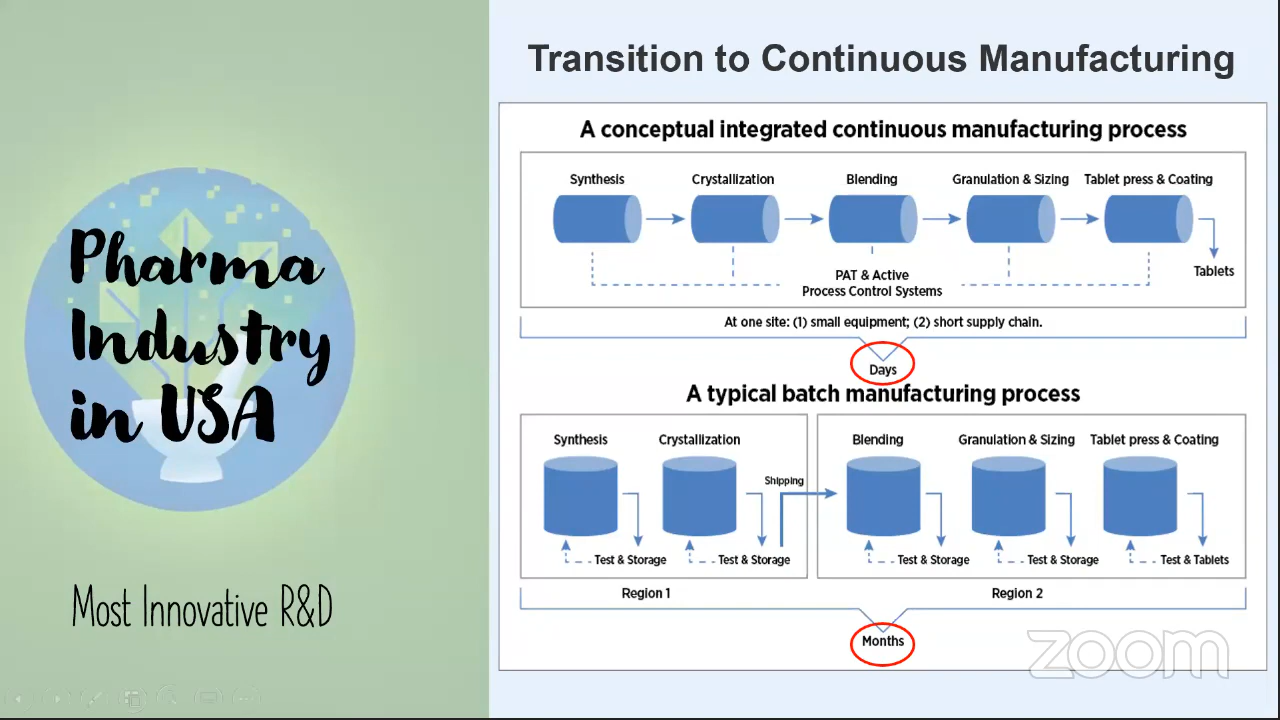 Pharma
Industry
in USA
Most Innovative R&D
Transition to Continuous Manufacturing
A conceptual integrated continuous manufacturing process
Synthesis
Crystallization
Blending
Granulation & Sizing
Tablet press & Coating
PAT & Active
Process Control Systems
Tablets
At one site: (1) small equipment; (2) short supply chain.
Days
A typical batch manufacturing process
Synthesis
Crystallization
Shipping
Blending
Granulation & Sizing
Tablet press & Coating
Test & Storage
Test & Storage
Test & Storage
Test & Storage
Test & Tablets
Region 1
Region 2
Months
zoom